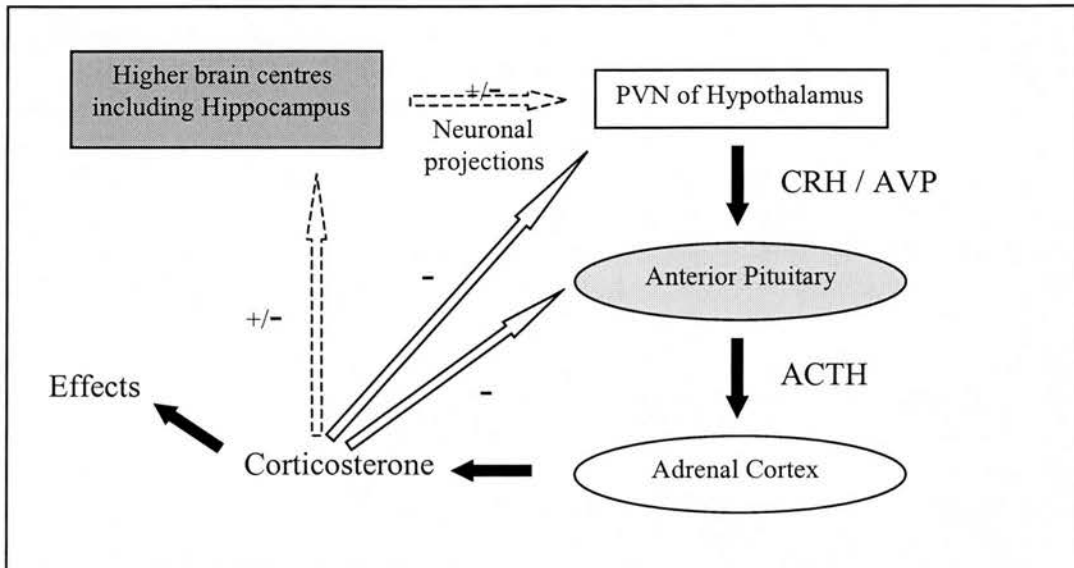 Higher brain centres
including Hippocampus
+/-
Neuronal
projections
PVN of Hypothalamus
CRH / AVP
-
Anterior Pituitary
+/-
-
ACTH
Effects
Corticosterone
Adrenal Cortex